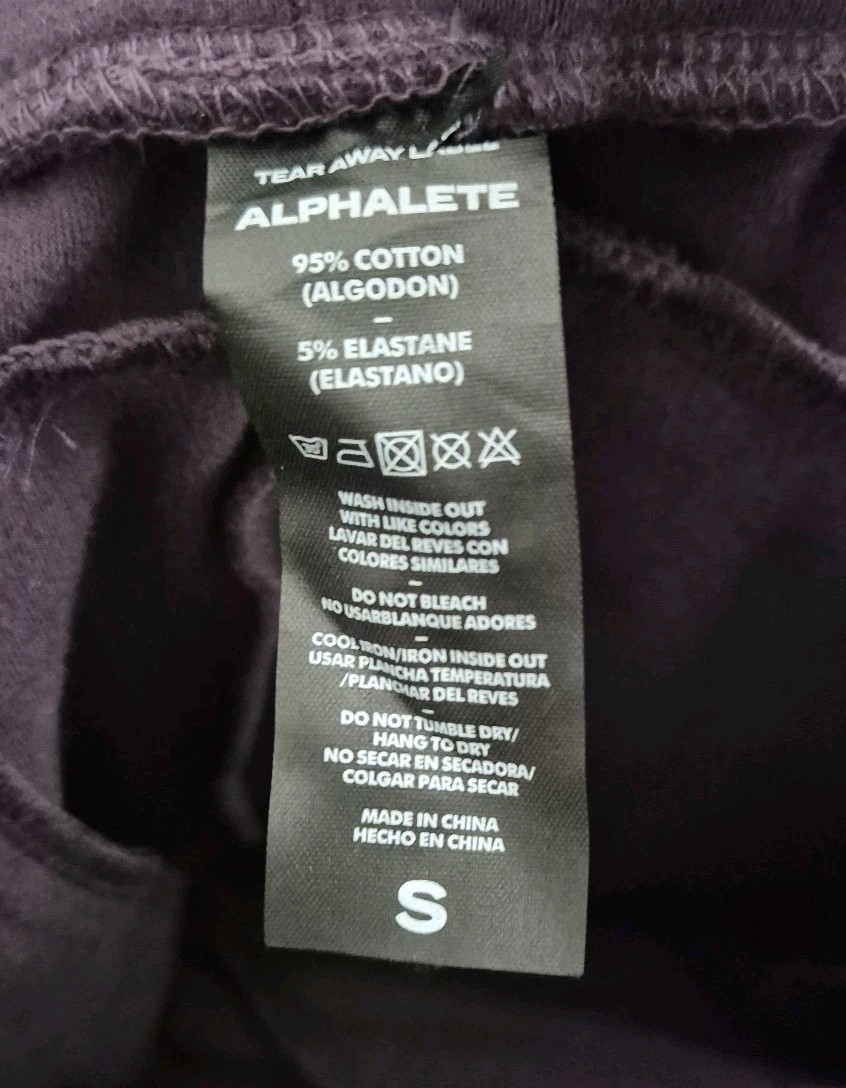 TEAR AWAY LABEL
ALPHALETE
95% COTTON
(ALGODON)
–
5% ELASTANE
(ELASTANO)
WASH INSIDE OUT
WITH LIKE COLORS
LAVAR DEL REVES CON
COLORES SIMILARES
–
DO NOT BLEACH
NO USARBLANQUE ADORES
–
COOL IRON/IRON INSIDE OUT
USAR PLANCHA TEMPERATURA
/PLANCHAR DEL REVES
–
DO NOT TUMBLE DRY/
HANG TO DRY
NO SECAR EN SECADORA/
COLGAR PARA SECAR
MADE IN CHINA
HECHO EN CHINA
S